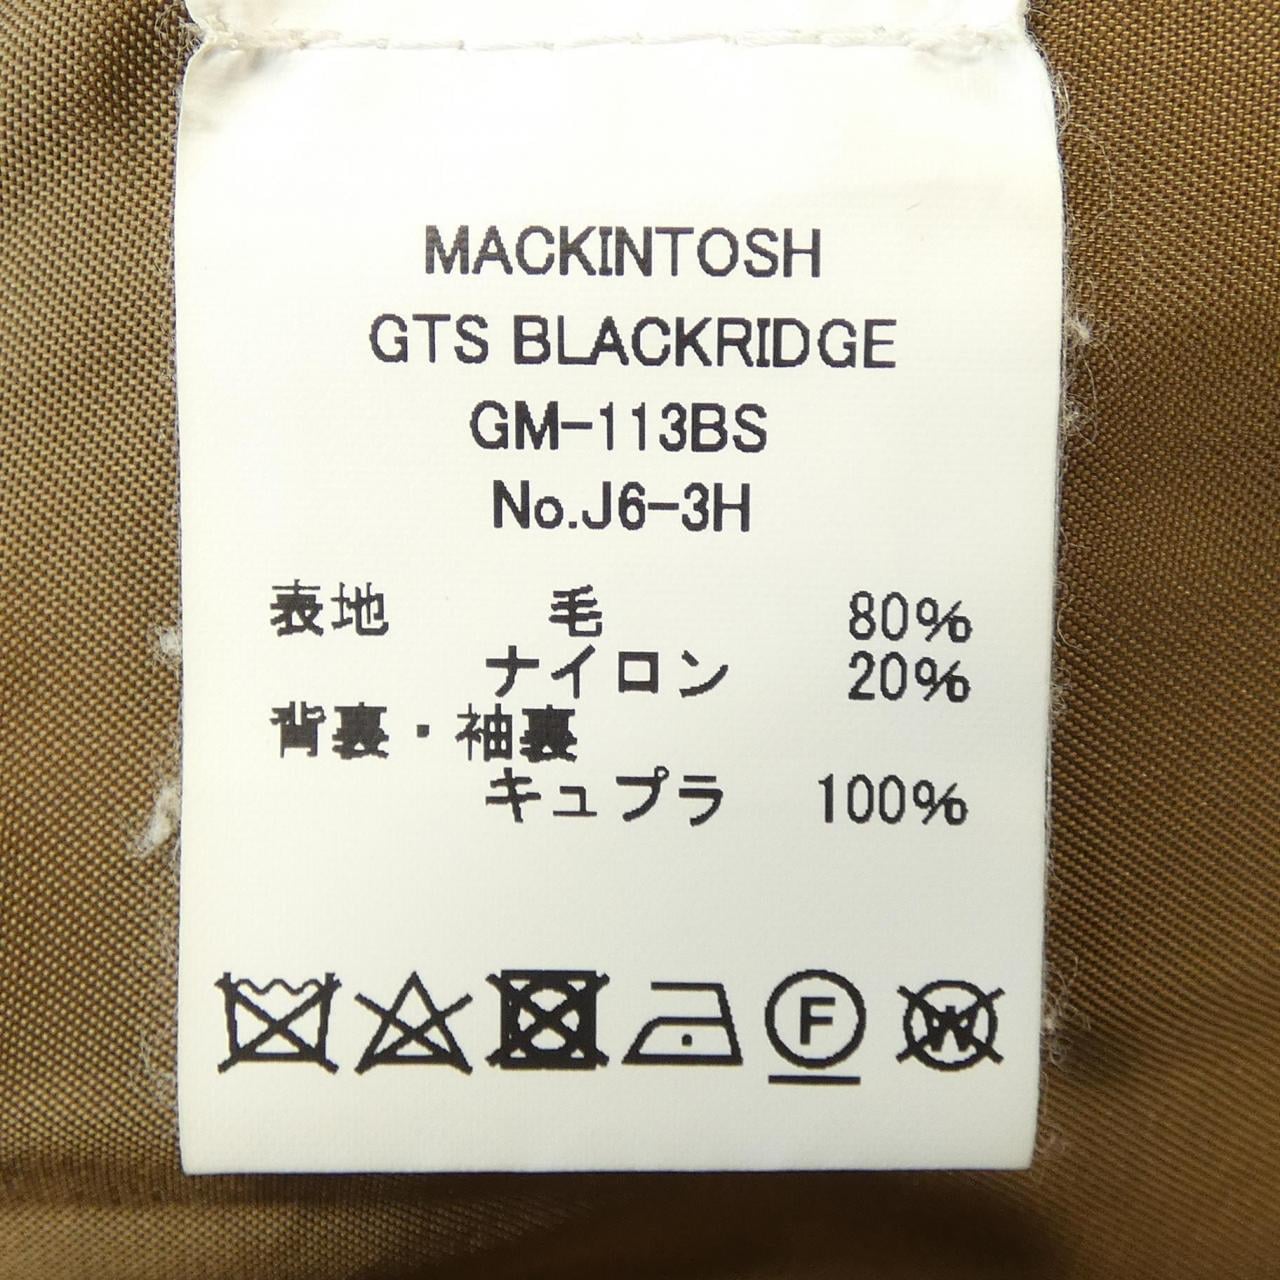 MACKINTOSH
GTS BLACKRIDGE
GM-113BS
No.J6-3H
表地 毛 80%
ナイロン 20%
背裏・袖裏
キュプラ 100%
F W